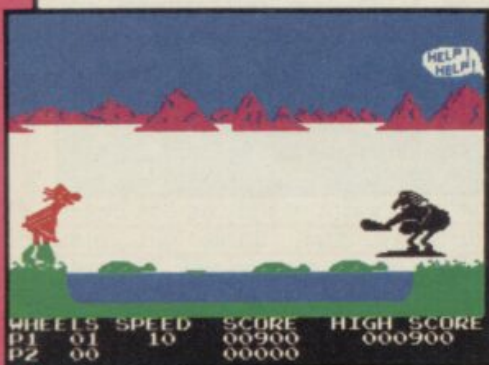 HELP!
HELP!
WHEELS SPEED SCORE HIGH SCORE
P1 01 10 00900 000900
P2 00 00000